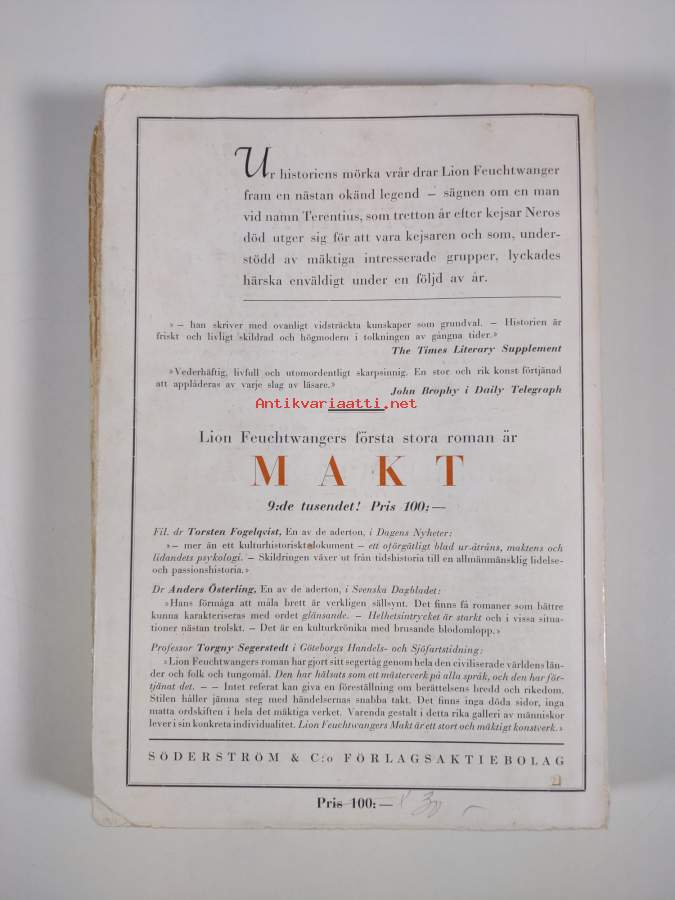 Ur historiens mörka vrår drar Lion Feuchtwanger
fram en nästan okänd legend — sägnen om en man
vid namn Terentius, som tretton år efter kejsar Neros
död utger sig för att vara kejsaren och som, under-
stödd av mäktiga intresserade grupper, lyckades
härska enväldigt under en följd av år.
»— han skriver med ovanligt vidsträckta kunskaper som grundval. — Historien är
friskt och livligt skildrad och högmodern i tolkningen av gångna tider.»
The Times Literary Supplement
»Vederhäftig, livfull och utomordentligt skarpsinnig. En stor och rik konst förtjänad
att applåderas av varje slag av läsare.»
John Brophy i Daily Telegraph
Antikvariaatti.net
Lion Feuchtwangers första stora roman är
MAKT
9:de tusendet! Pris 100:—
Fil. dr Torsten Fogelqvist, En av de aderton, i Dagens Nyheter:
»— mer än ett kulturhistoriskt dokument — ett oförgätligt blad ur åtråns, maktens och
lidandets psykologi. — Skildringen växer ut från tidshistoria till en allmänmänsklig lidelse-
och passionshistoria.»
Dr Anders Österling, En av de aderton, i Svenska Dagbladet:
»Hans förmåga att måla brett är verkligen sällsynt. Det finns få romaner som bättre
kunna karakteriseras med ordet glänsande. — Helhetsintrycket är starkt och i vissa situa-
tioner nästan trolskt. — Det är en kulturkrönika med brusande blodomlopp.»
Professor Torgny Segerstedt i Göteborgs Handels- och Sjöfartstidning:
»Lion Feuchtwangers roman har gjort sitt segertåg genom hela den civiliserade världens län-
der och folk och tungomål. Den har hälsats som ett mästerverk på alla språk, och den har för-
tjänat det. — — Intet referat kan giva en föreställning om berättelsens bredd och rikedom.
Stilen håller jämna steg med händelsernas snabba takt. Det finns inga döda sidor, inga
matta ordskiften i hela det mäktiga verket. Varenda gestalt i detta rika galleri av människor
lever i sin konkreta individualitet. Lion Feuchtwangers Makt är ett stort och mäktigt konstverk.»
SÖDERSTRÖM & C:o FÖRLAGSAKTIEBOLAG
Pris 100:—